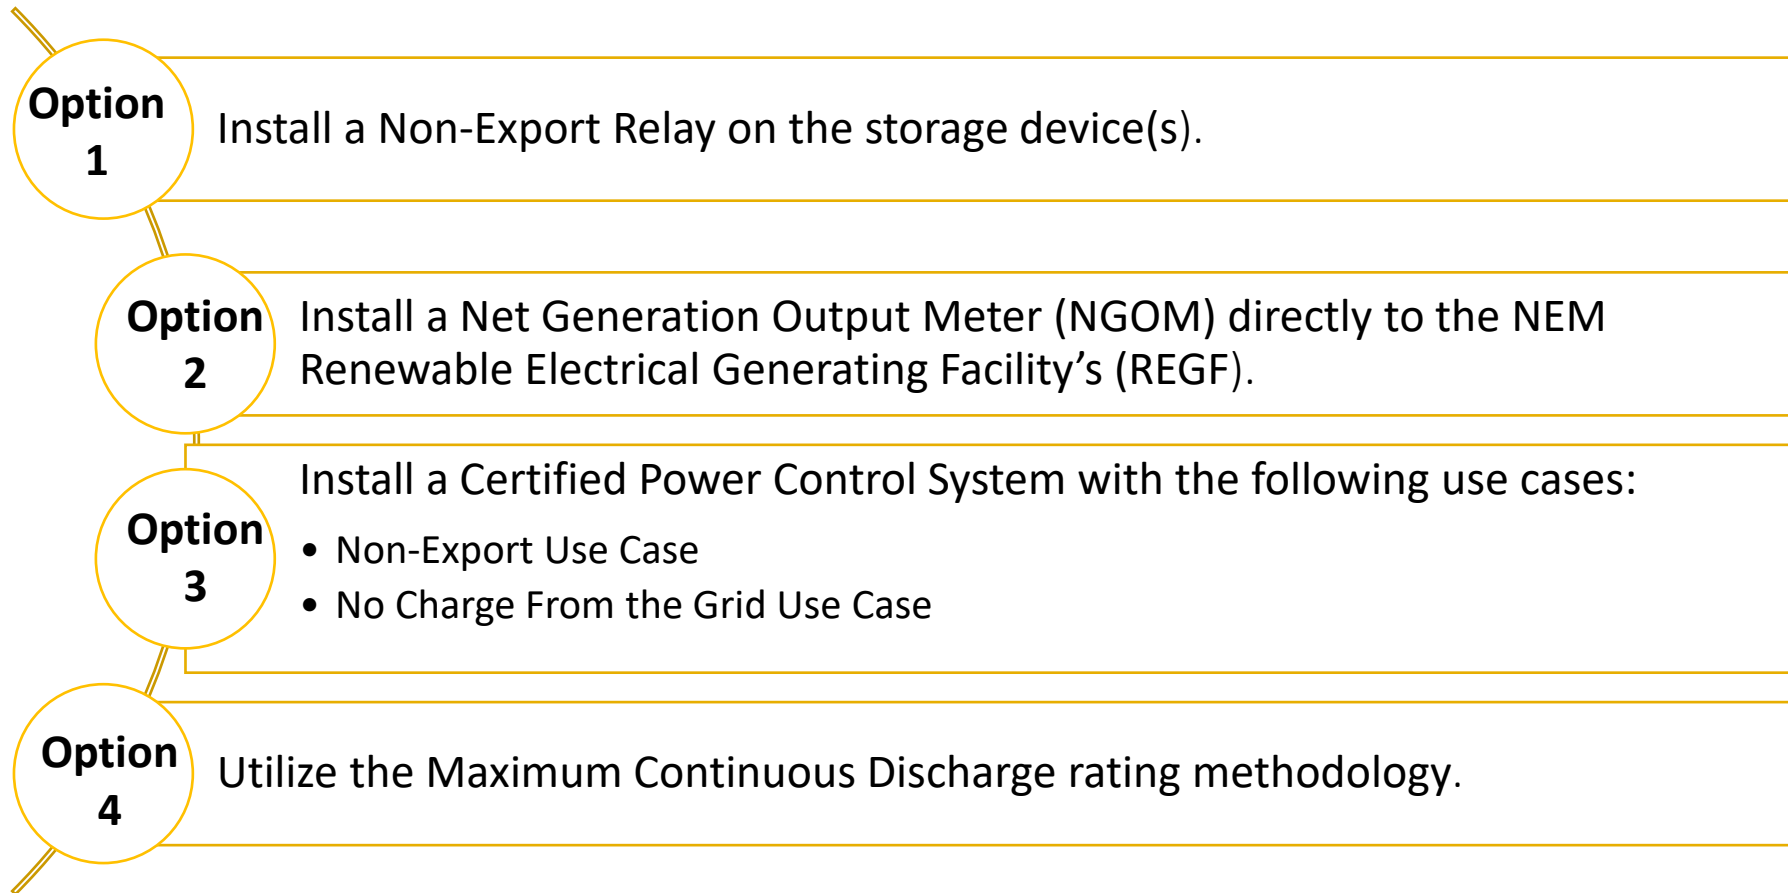 Option
1
Install a Non-Export Relay on the storage device(s).
Option
2
Install a Net Generation Output Meter (NGOM) directly to the NEM
Renewable Electrical Generating Facility’s (REGF).
Option
3
Install a Certified Power Control System with the following use cases:
• Non-Export Use Case
• No Charge From the Grid Use Case
Option
4
Utilize the Maximum Continuous Discharge rating methodology.